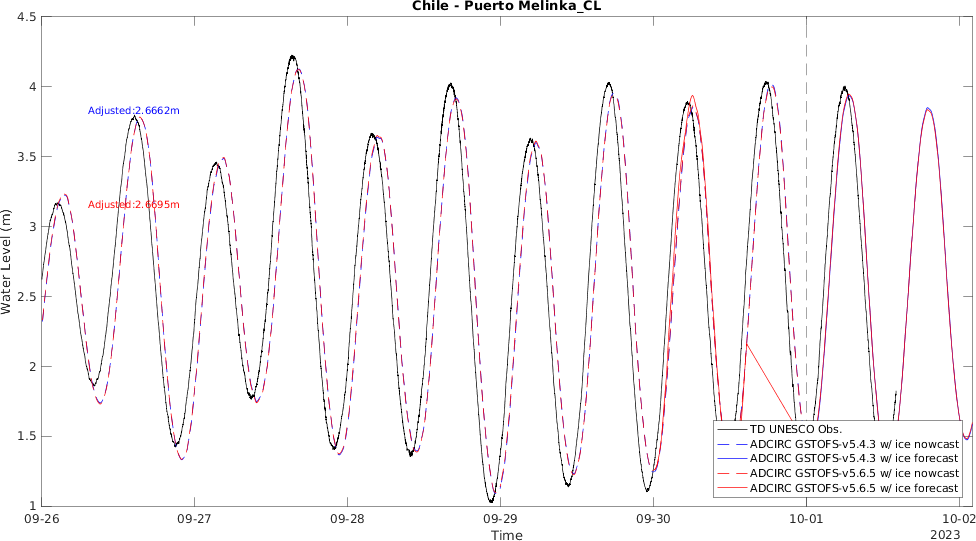 Chile - Puerto Melinka_CL
4.5
4
3.5
3
2.5
2
1.5
1
Water Level (m)
Adjusted:2.6662m
Adjusted:2.6695m
TD UNESCO Obs.
ADCIRC GSTOFS-v5.4.3 w/ ice nowcast
ADCIRC GSTOFS-v5.4.3 w/ ice forecast
ADCIRC GSTOFS-v5.6.5 w/ ice nowcast
ADCIRC GSTOFS-v5.6.5 w/ ice forecast
09-26 09-27 09-28 09-29 09-30 10-01 10-02
Time
2023